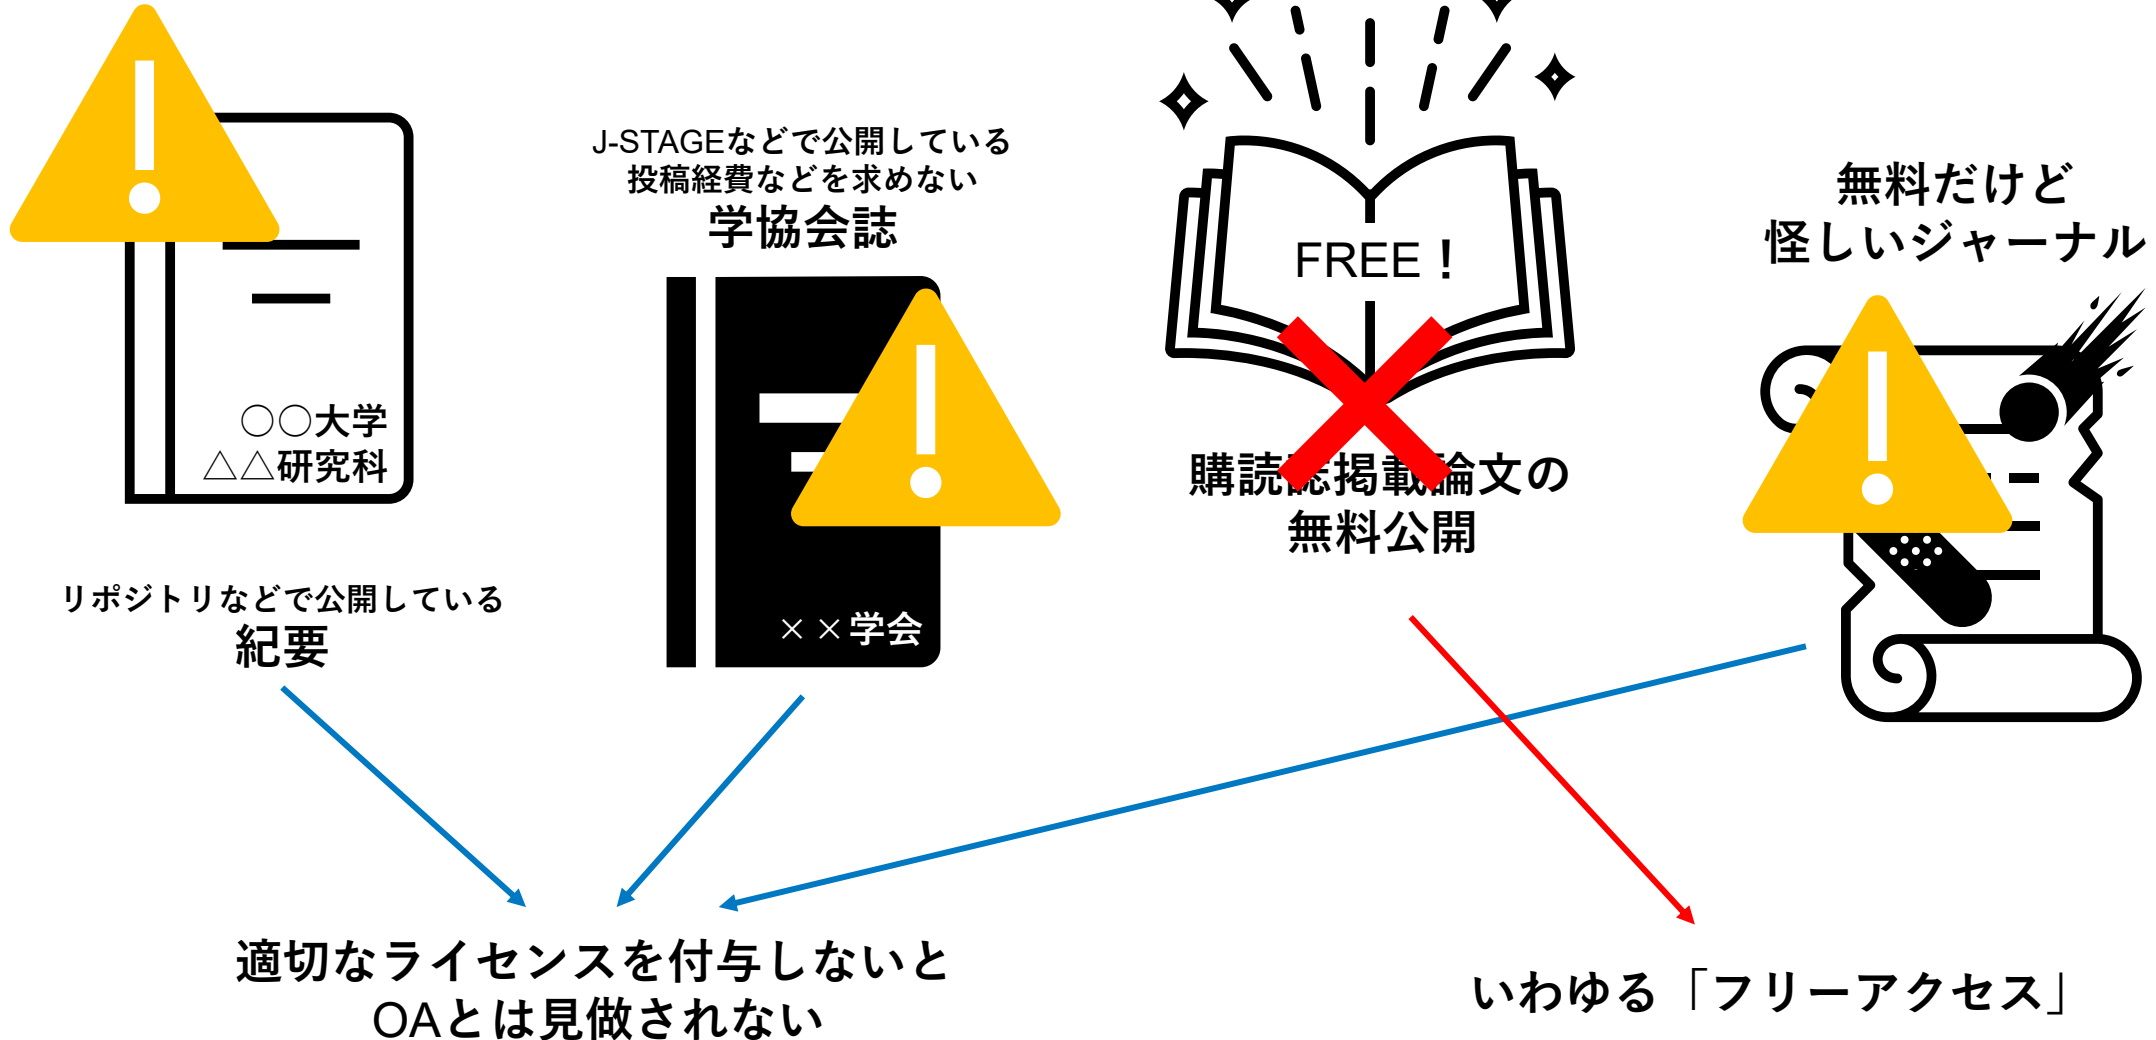 ○○大学
△△研究科
リポジトリなどで公開している
紀要
J-STAGEなどで公開している
投稿経費などを求めない
学協会誌
××学会
FREE！
購読誌掲載論文の
無料公開
無料だけど
怪しいジャーナル
適切なライセンスを付与しないと
OAとは見做されない
いわゆる「フリーアクセス」